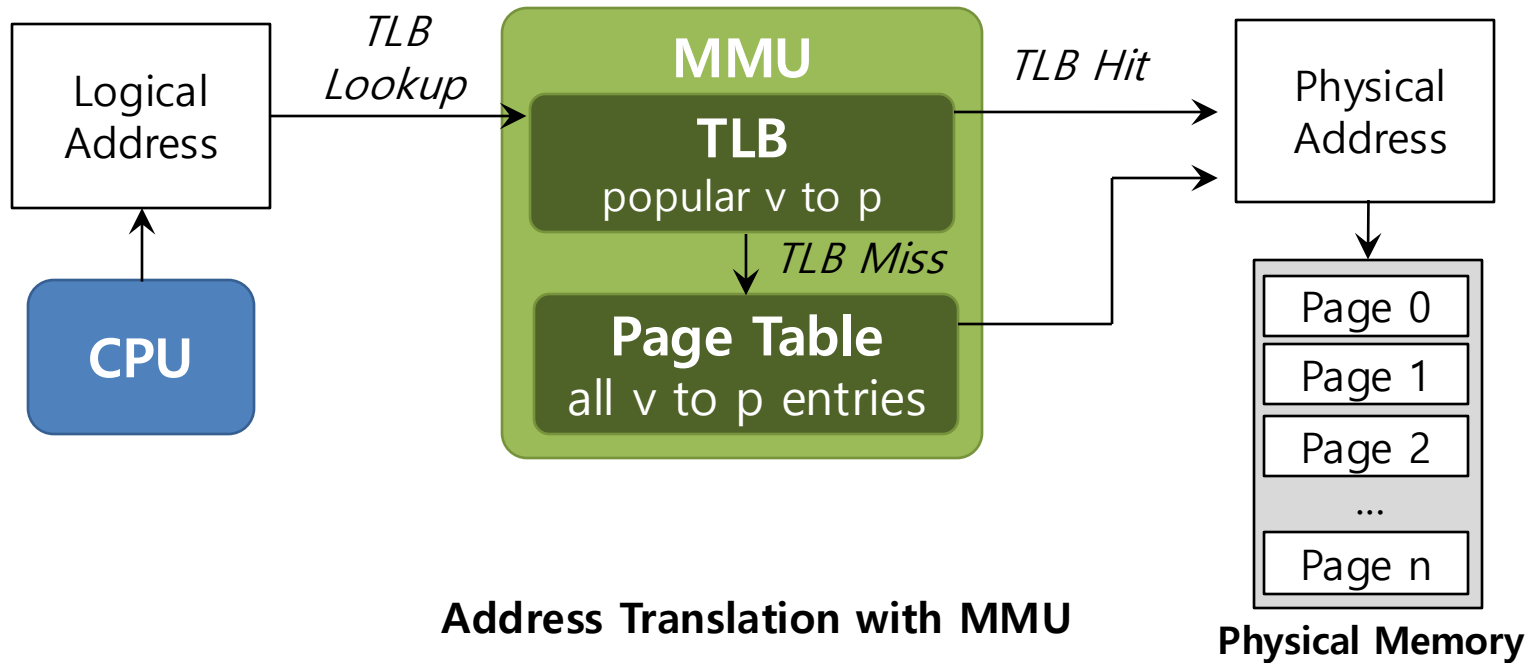 Logical
Address
TLB
Lookup
MMU
TLB
popular v to p
TLB Hit
TLB Miss
Page Table
all v to p entries
Physical
Address
CPU
Page 0
Page 1
Page 2
...
Page n
Address Translation with MMU
Physical Memory